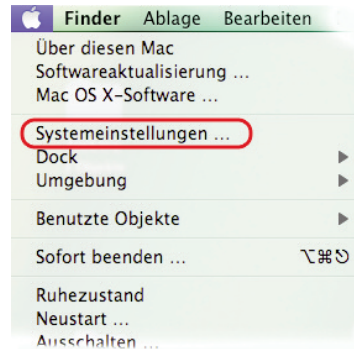 Finder Ablage Bearbeiten
Über diesen Mac
Softwareaktualisierung ...
Mac OS X-Software ...
Systemeinstellungen ...
Dock
Umgebung
Benutzte Objekte
Sofort beenden ... ⌥⌘⎋
Ruhezustand
Neustart ...
Ausschalten ...